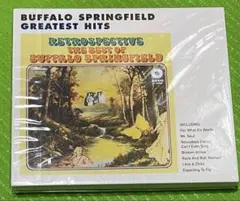 BUFFALO SPRINGFIELD
GREATEST HITS
RETROSPECTIVE
THE BEST OF
BUFFALO SPRINGFIELD
INCLUDING:
For What It's Worth
Mr. Soul
Nowadays Clancy
Can't Even Sing
Broken Arrow
Rock And Roll Woman
I Am A Child
Expecting To Fly